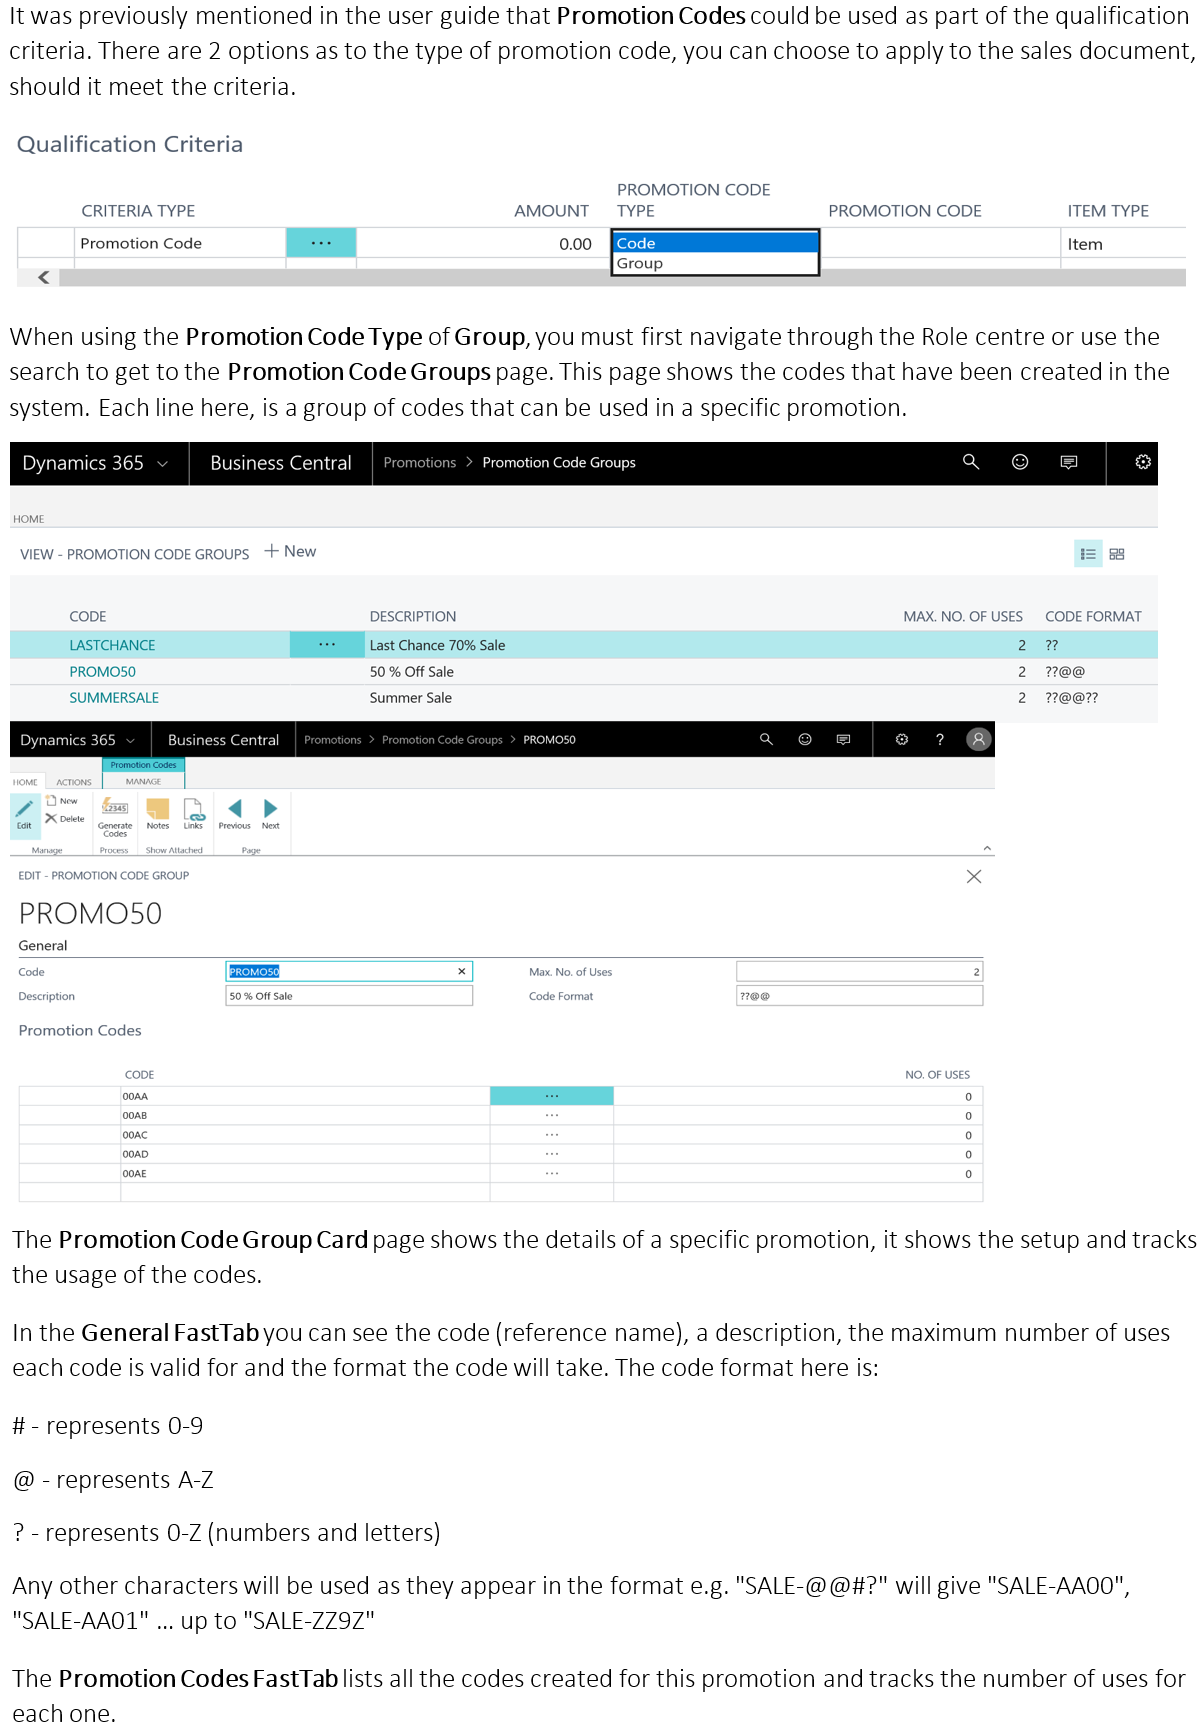 It was previously mentioned in the user guide that Promotion Codes could be used as part of the qualification
criteria. There are 2 options as to the type of promotion code, you can choose to apply to the sales document,
should it meet the criteria.
Qualification Criteria
CRITERIA TYPE AMOUNT PROMOTION CODE TYPE PROMOTION CODE ITEM TYPE
Promotion Code ... 0.00 Code Item
Group
When using the Promotion Code Type of Group, you must first navigate through the Role centre or use the
search to get to the Promotion Code Groups page. This page shows the codes that have been created in the
system. Each line here, is a group of codes that can be used in a specific promotion.
Dynamics 365 Business Central Promotions > Promotion Code Groups
HOME
VIEW - PROMOTION CODE GROUPS + New
CODE DESCRIPTION MAX. NO. OF USES CODE FORMAT
LASTCHANCE ... Last Chance 70% Sale 2 ??
PROMO50 50 % Off Sale 2 ??@@
SUMMERSALE Summer Sale 2 ??@@??
Dynamics 365 Business Central Promotions > Promotion Code Groups > PROMO50 ?
Promotion Codes
HOME ACTIONS MANAGE
New
12345
Delete
Edit Generate Codes Notes Links Previous Next
Manage Process Show Attached Page
EDIT - PROMOTION CODE GROUP
PROMO50
General
Code PROMO50 × Max. No. of Uses 2
Description 50 % Off Sale Code Format ??@@
Promotion Codes
CODE NO. OF USES
00AA ... 0
00AB ... 0
00AC ... 0
00AD ... 0
00AE ... 0
The Promotion Code Group Card page shows the details of a specific promotion, it shows the setup and tracks
the usage of the codes.
In the General FastTab you can see the code (reference name), a description, the maximum number of uses
each code is valid for and the format the code will take. The code format here is:
# - represents 0-9
@ - represents A-Z
? - represents 0-Z (numbers and letters)
Any other characters will be used as they appear in the format e.g. "SALE-@@#?" will give "SALE-AA00",
"SALE-AA01" ... up to "SALE-ZZ9Z"
The Promotion Codes FastTab lists all the codes created for this promotion and tracks the number of uses for
each one.